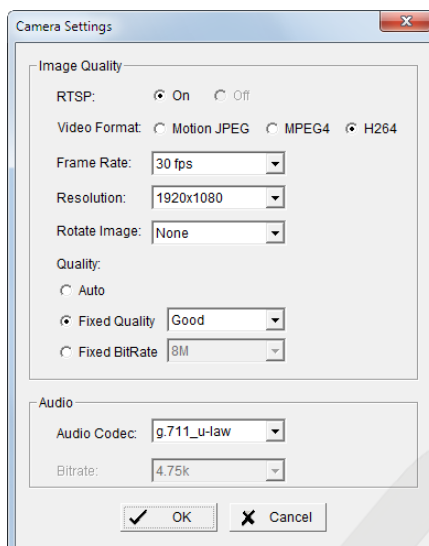 Camera Settings
Image Quality
RTSP: On Off
Video Format: Motion JPEG MPEG4 H264
Frame Rate: 30 fps
Resolution: 1920x1080
Rotate Image: None
Quality:
Auto
Fixed Quality Good
Fixed BitRate 8M
Audio
Audio Codec: g.711_u-law
Bitrate: 4.75k
OK Cancel